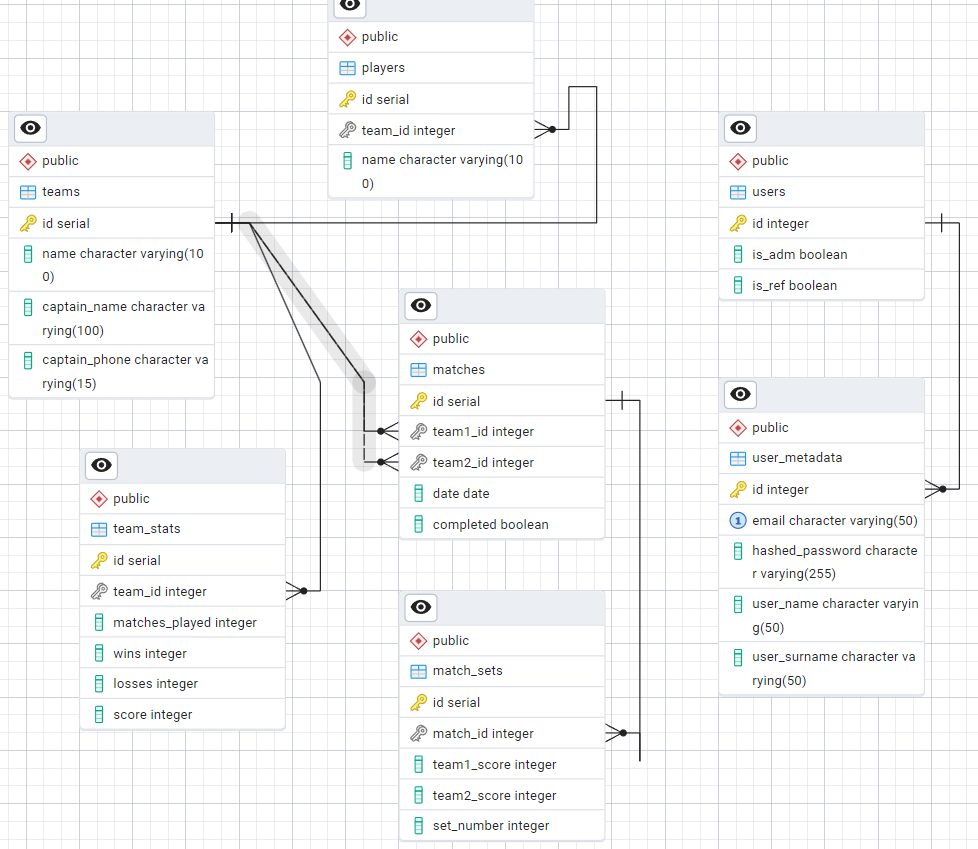 public
players
id serial
team_id integer
name character varying(10
0)
public
teams
id serial
name character varying(10
0)
captain_name character va
rying(100)
captain_phone character va
rying(15)
public
users
id integer
is_adm boolean
is_ref boolean
public
matches
id serial
team1_id integer
team2_id integer
date date
completed boolean
public
user_metadata
id integer
1
email character varying(50)
hashed_password characte
r varying(255)
user_name character varyin
g(50)
user_surname character va
rying(50)
public
team_stats
id serial
team_id integer
matches_played integer
wins integer
losses integer
score integer
public
match_sets
id serial
match_id integer
team1_score integer
team2_score integer
set_number integer